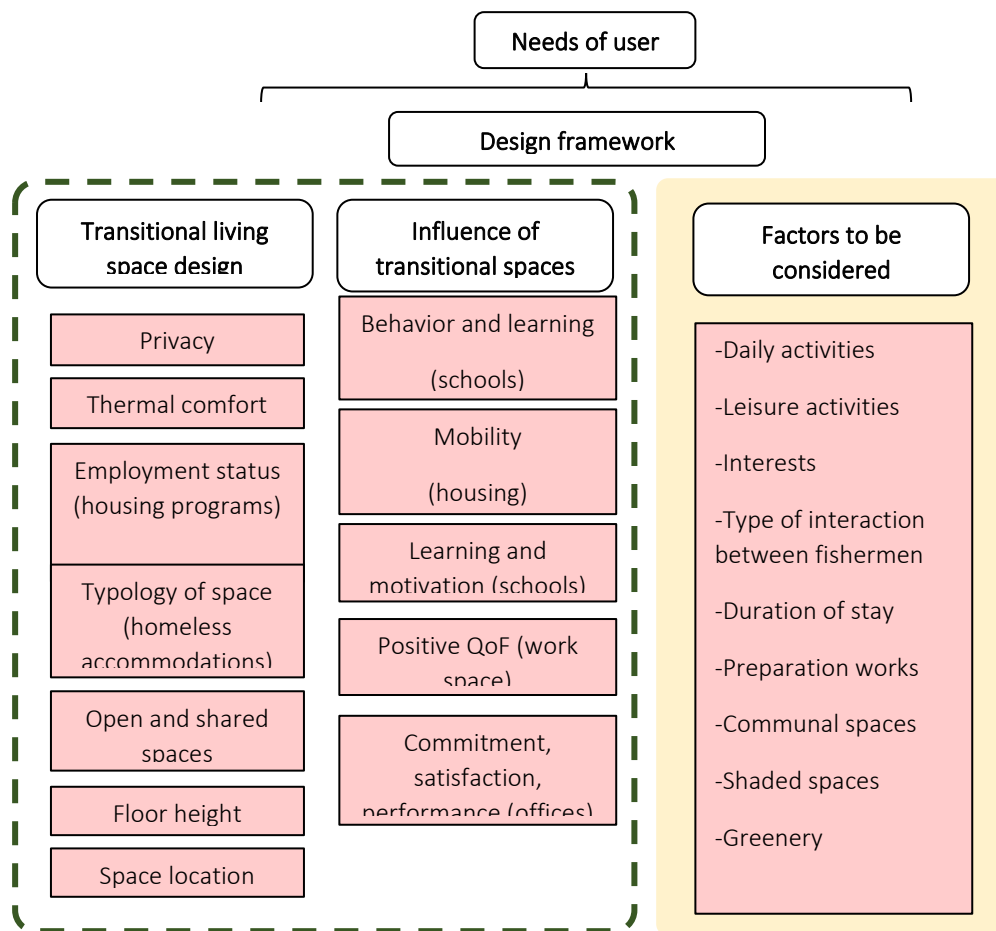 Needs of user
Design framework
Transitional living
space design
Privacy
Thermal comfort
Employment status
(housing programs)
Typology of space
(homeless
accommodations)
Open and shared
spaces
Floor height
Space location
Influence of
transitional spaces
Behavior and learning
(schools)
Mobility
(housing)
Learning and
motivation (schools)
Positive QoF (work
space)
Commitment,
satisfaction,
performance (offices)
Factors to be
considered
-Daily activities
-Leisure activities
-Interests
-Type of interaction
between fishermen
-Duration of stay
-Preparation works
-Communal spaces
-Shaded spaces
-Greenery